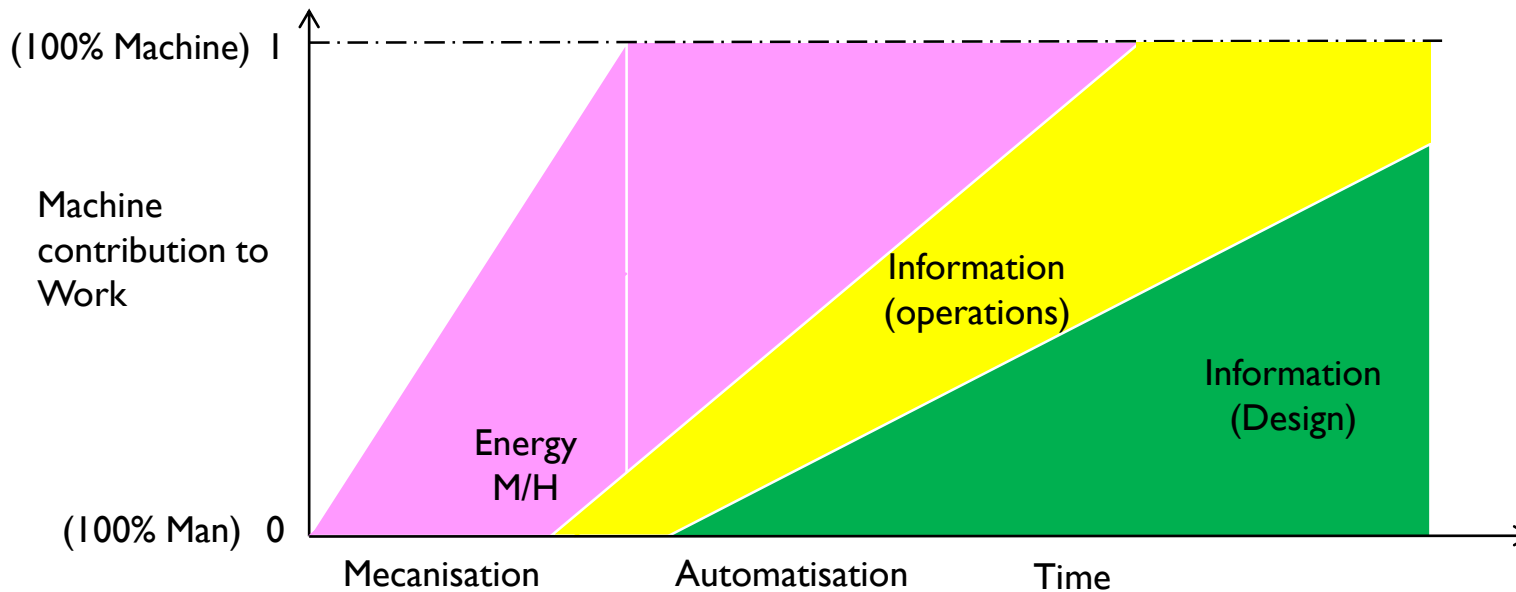 (100% Machine) 1
Machine
contribution to
Work
Information
(operations)
Information
(Design)
Energy
M/H
(100% Man) 0
Mecanisation Automatisation Time